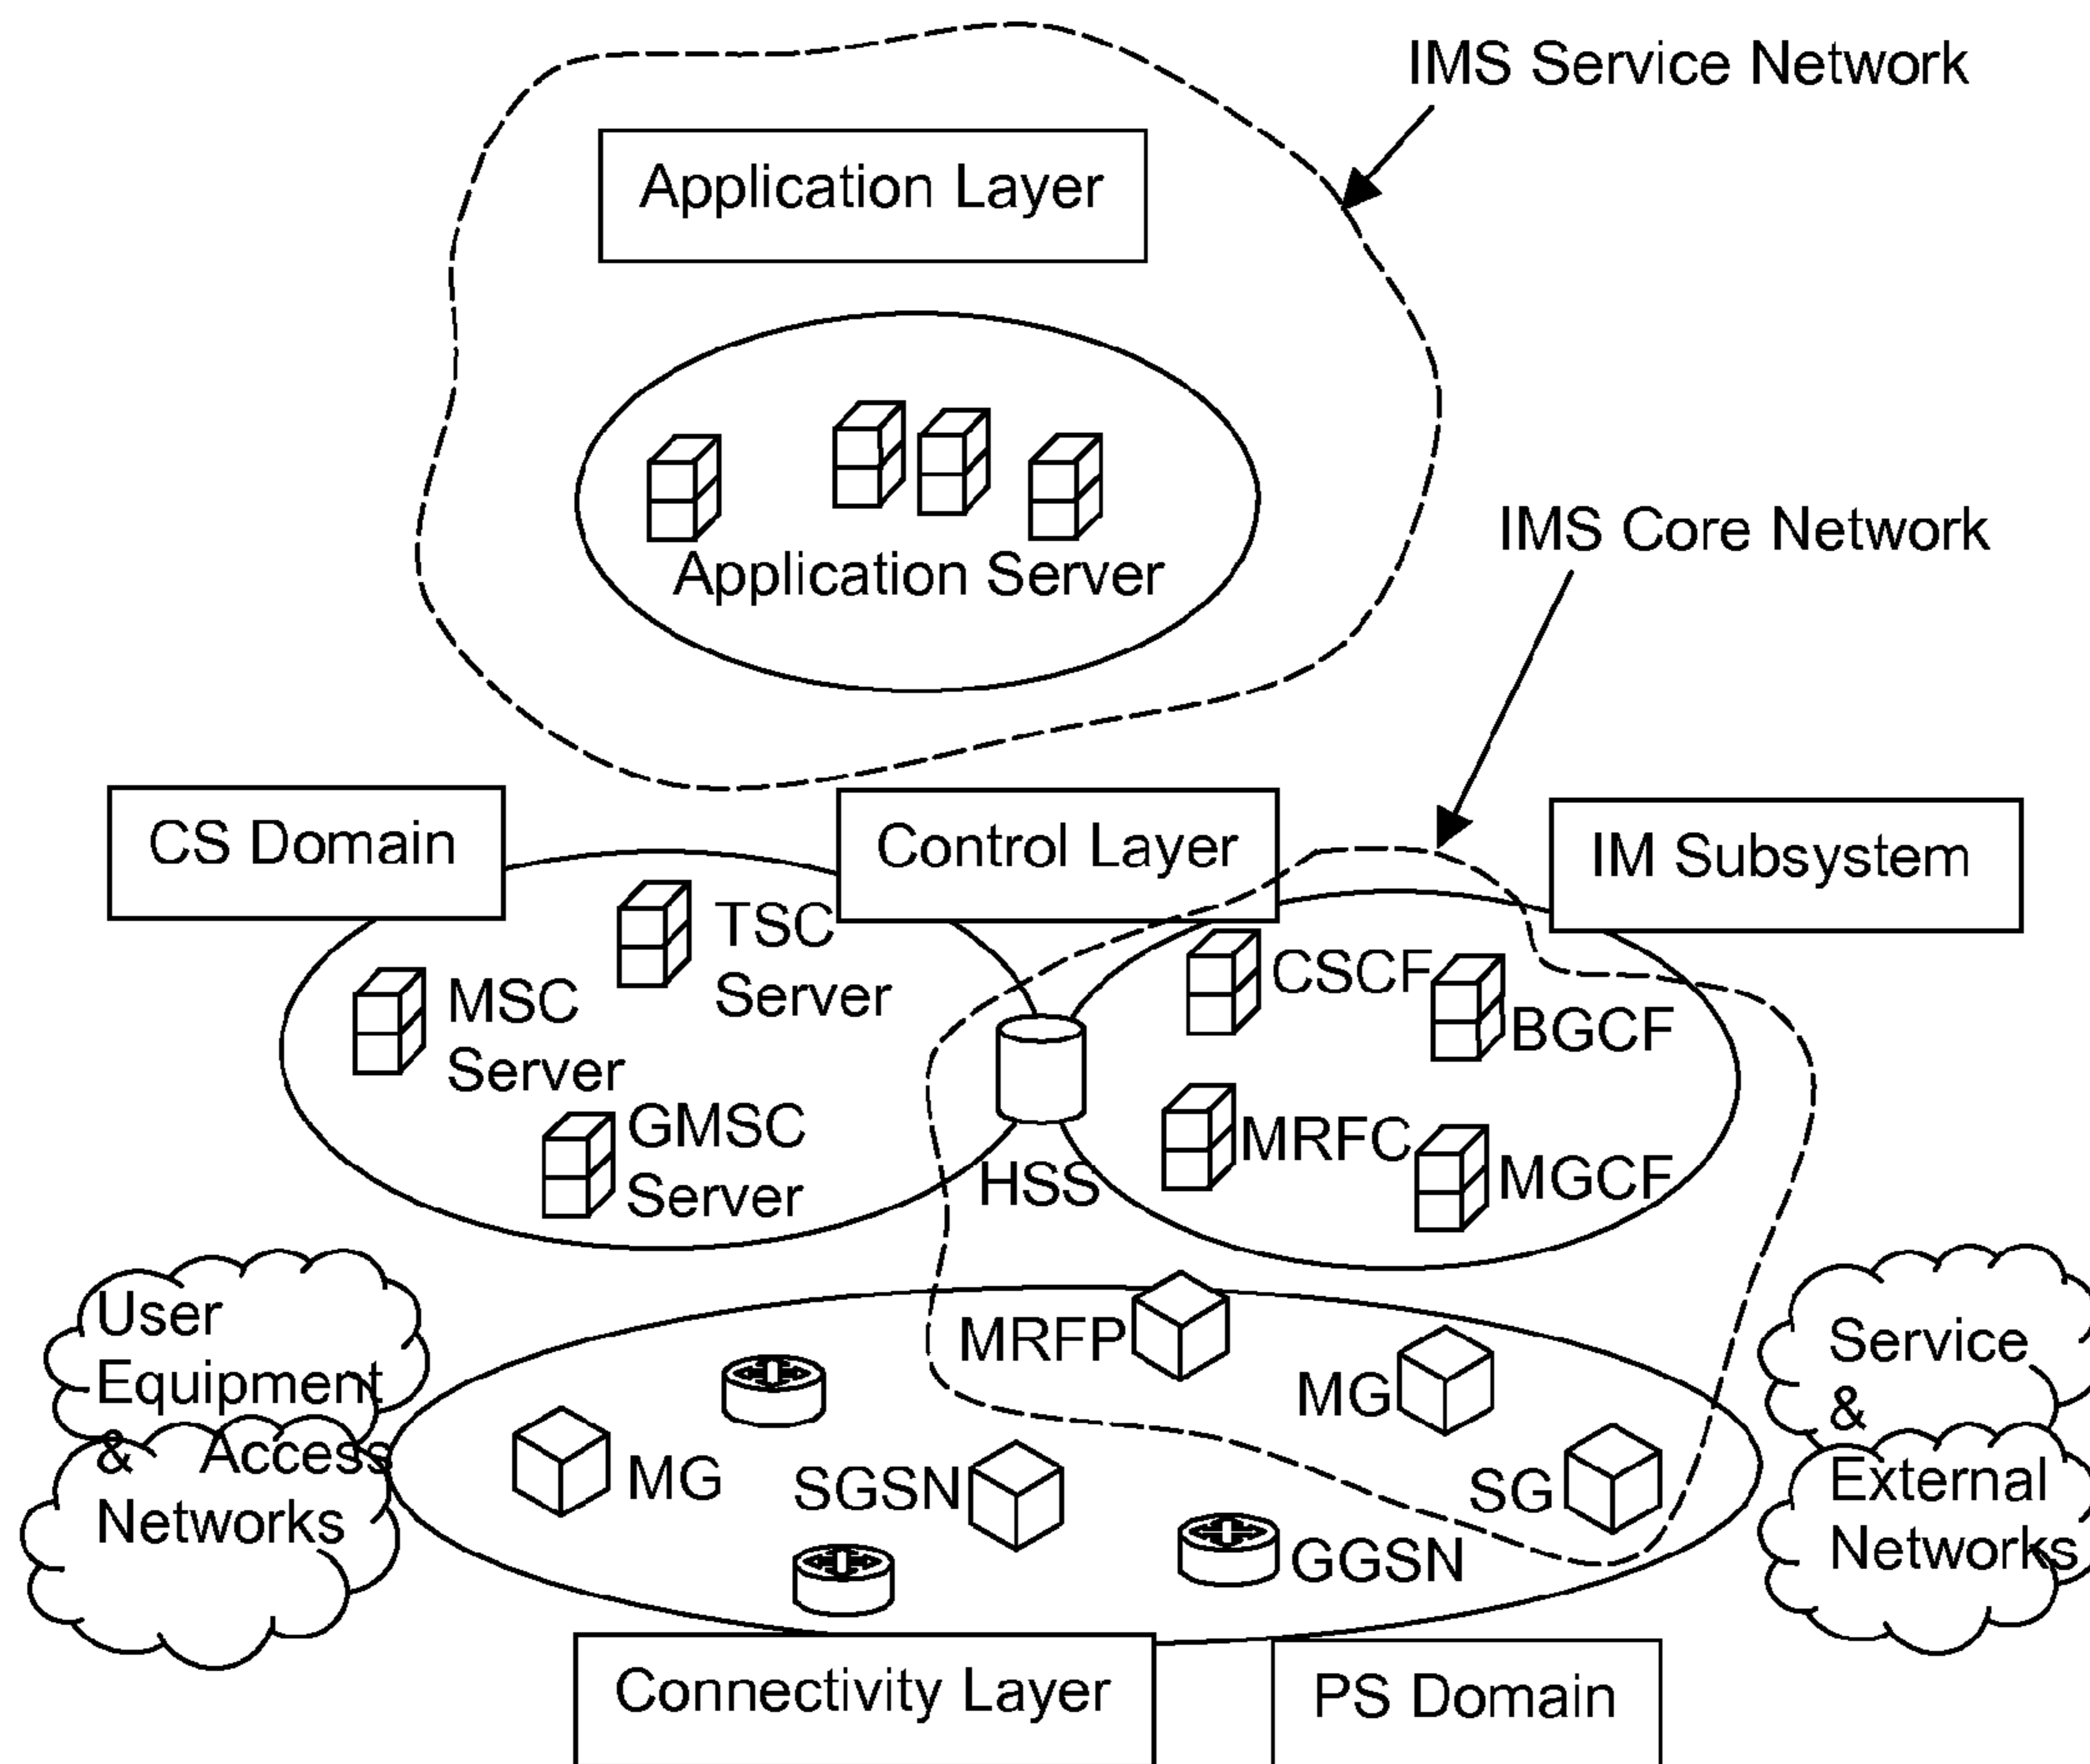 IMS Service Network
Application Layer
IMS Core Network
Application Server
CS Domain
Control Layer
IM Subsystem
TSC
Server
MSC
Server
GMSC
Server
HSS
CSCF
BGCF
MRFC
MGCF
User
Equipment
& Access
Networks
MRFP
MG
MG
SGSN
SG
GGSN
Service
&
External
Networks
Connectivity Layer
PS Domain